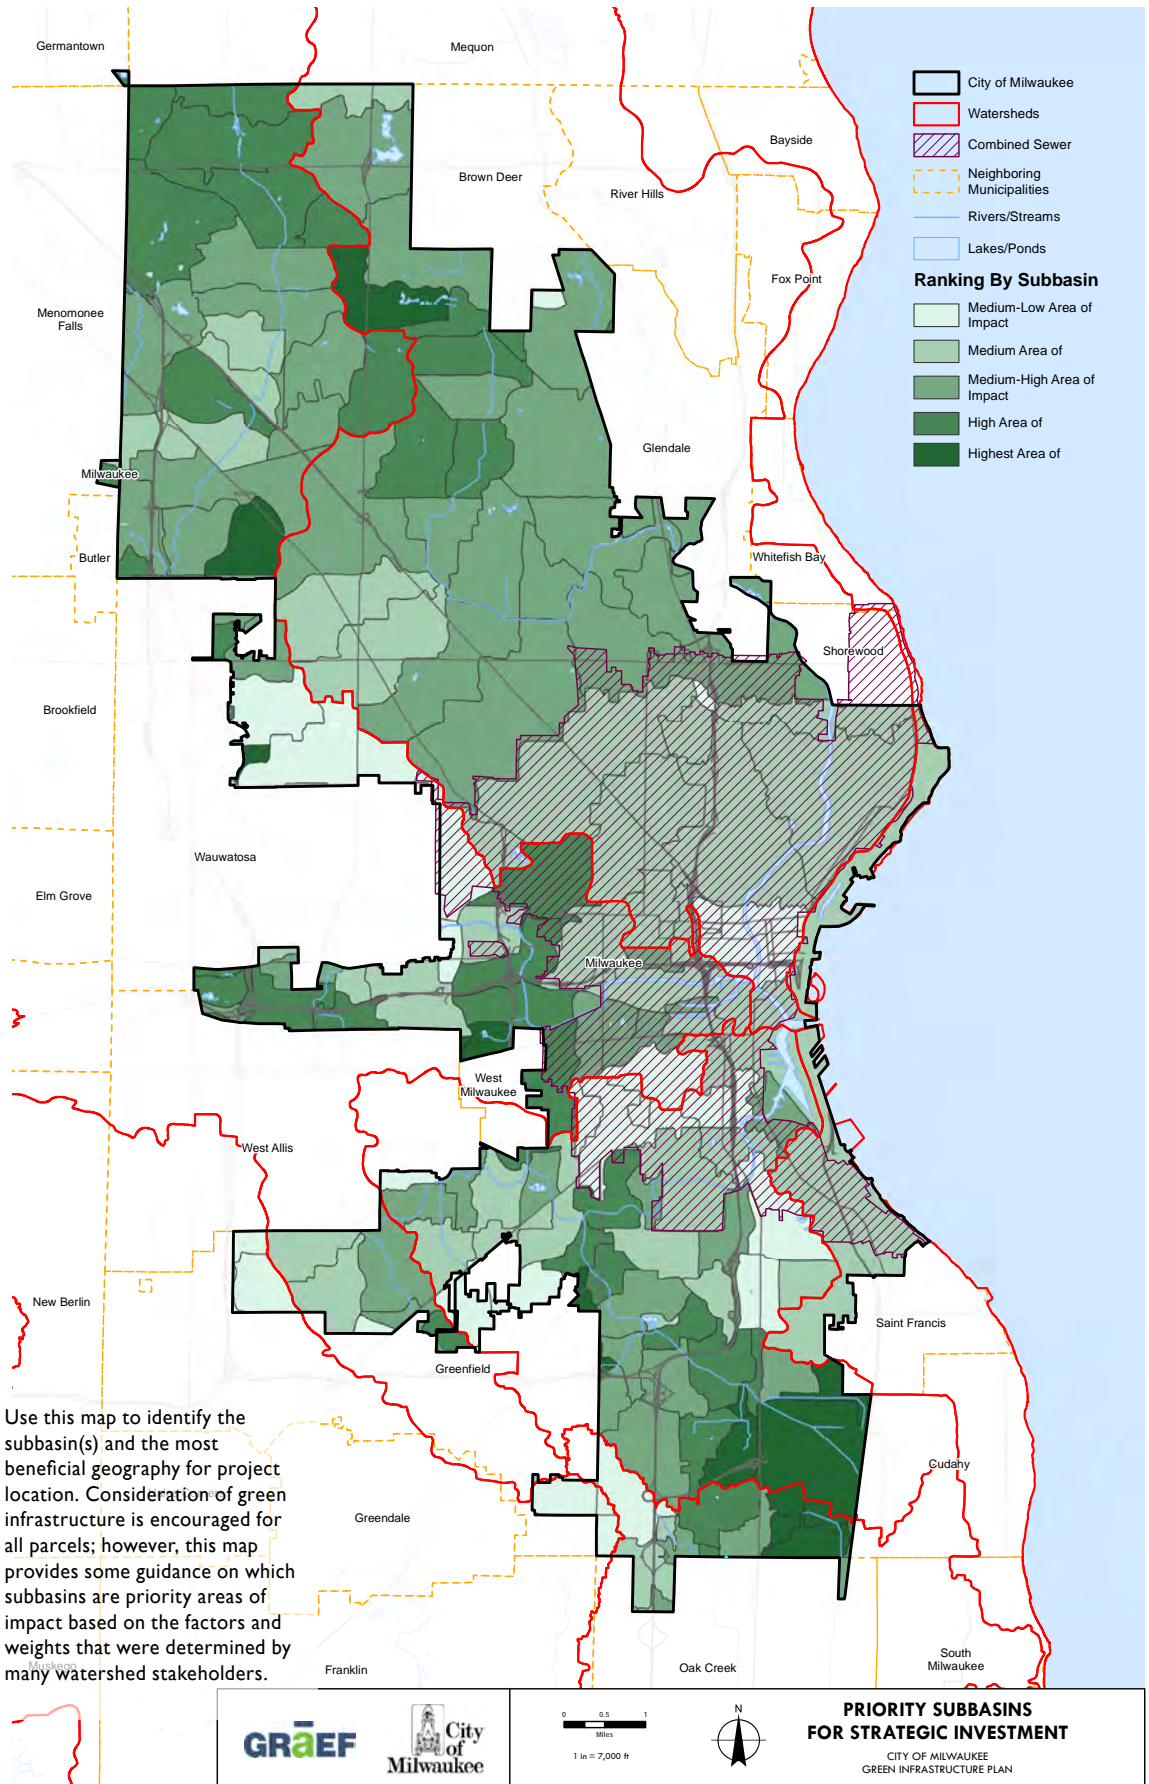 Germantown
Mequon
City of Milwaukee
Watersheds
Combined Sewer
Neighboring
Municipalities
Rivers/Streams
Lakes/Ponds
Ranking By Subbasin
Medium-Low Area of
Impact
Medium Area of
Medium-High Area of
Impact
High Area of
Highest Area of
Bayside
Brown Deer
River Hills
Fox Point
Menomonee
Falls
Glendale
Milwaukee
Butler
Whitefish Bay
Shorewood
Brookfield
Wauwatosa
Elm Grove
Milwaukee
West
Milwaukee
West Allis
New Berlin
Saint Francis
Greenfield
Cudahy
Greendale
Muskego
Franklin
Oak Creek
South
Milwaukee
Use this map to identify the
subbasin(s) and the most
beneficial geography for project
location. Consideration of green
infrastructure is encouraged for
all parcels; however, this map
provides some guidance on which
subbasins are priority areas of
impact based on the factors and
weights that were determined by
many watershed stakeholders.
GRāEF
City
of
Milwaukee
0 0.5 1
Miles
1 in = 7,000 ft
N
PRIORITY SUBBASINS
FOR STRATEGIC INVESTMENT
CITY OF MILWAUKEE
GREEN INFRASTRUCTURE PLAN